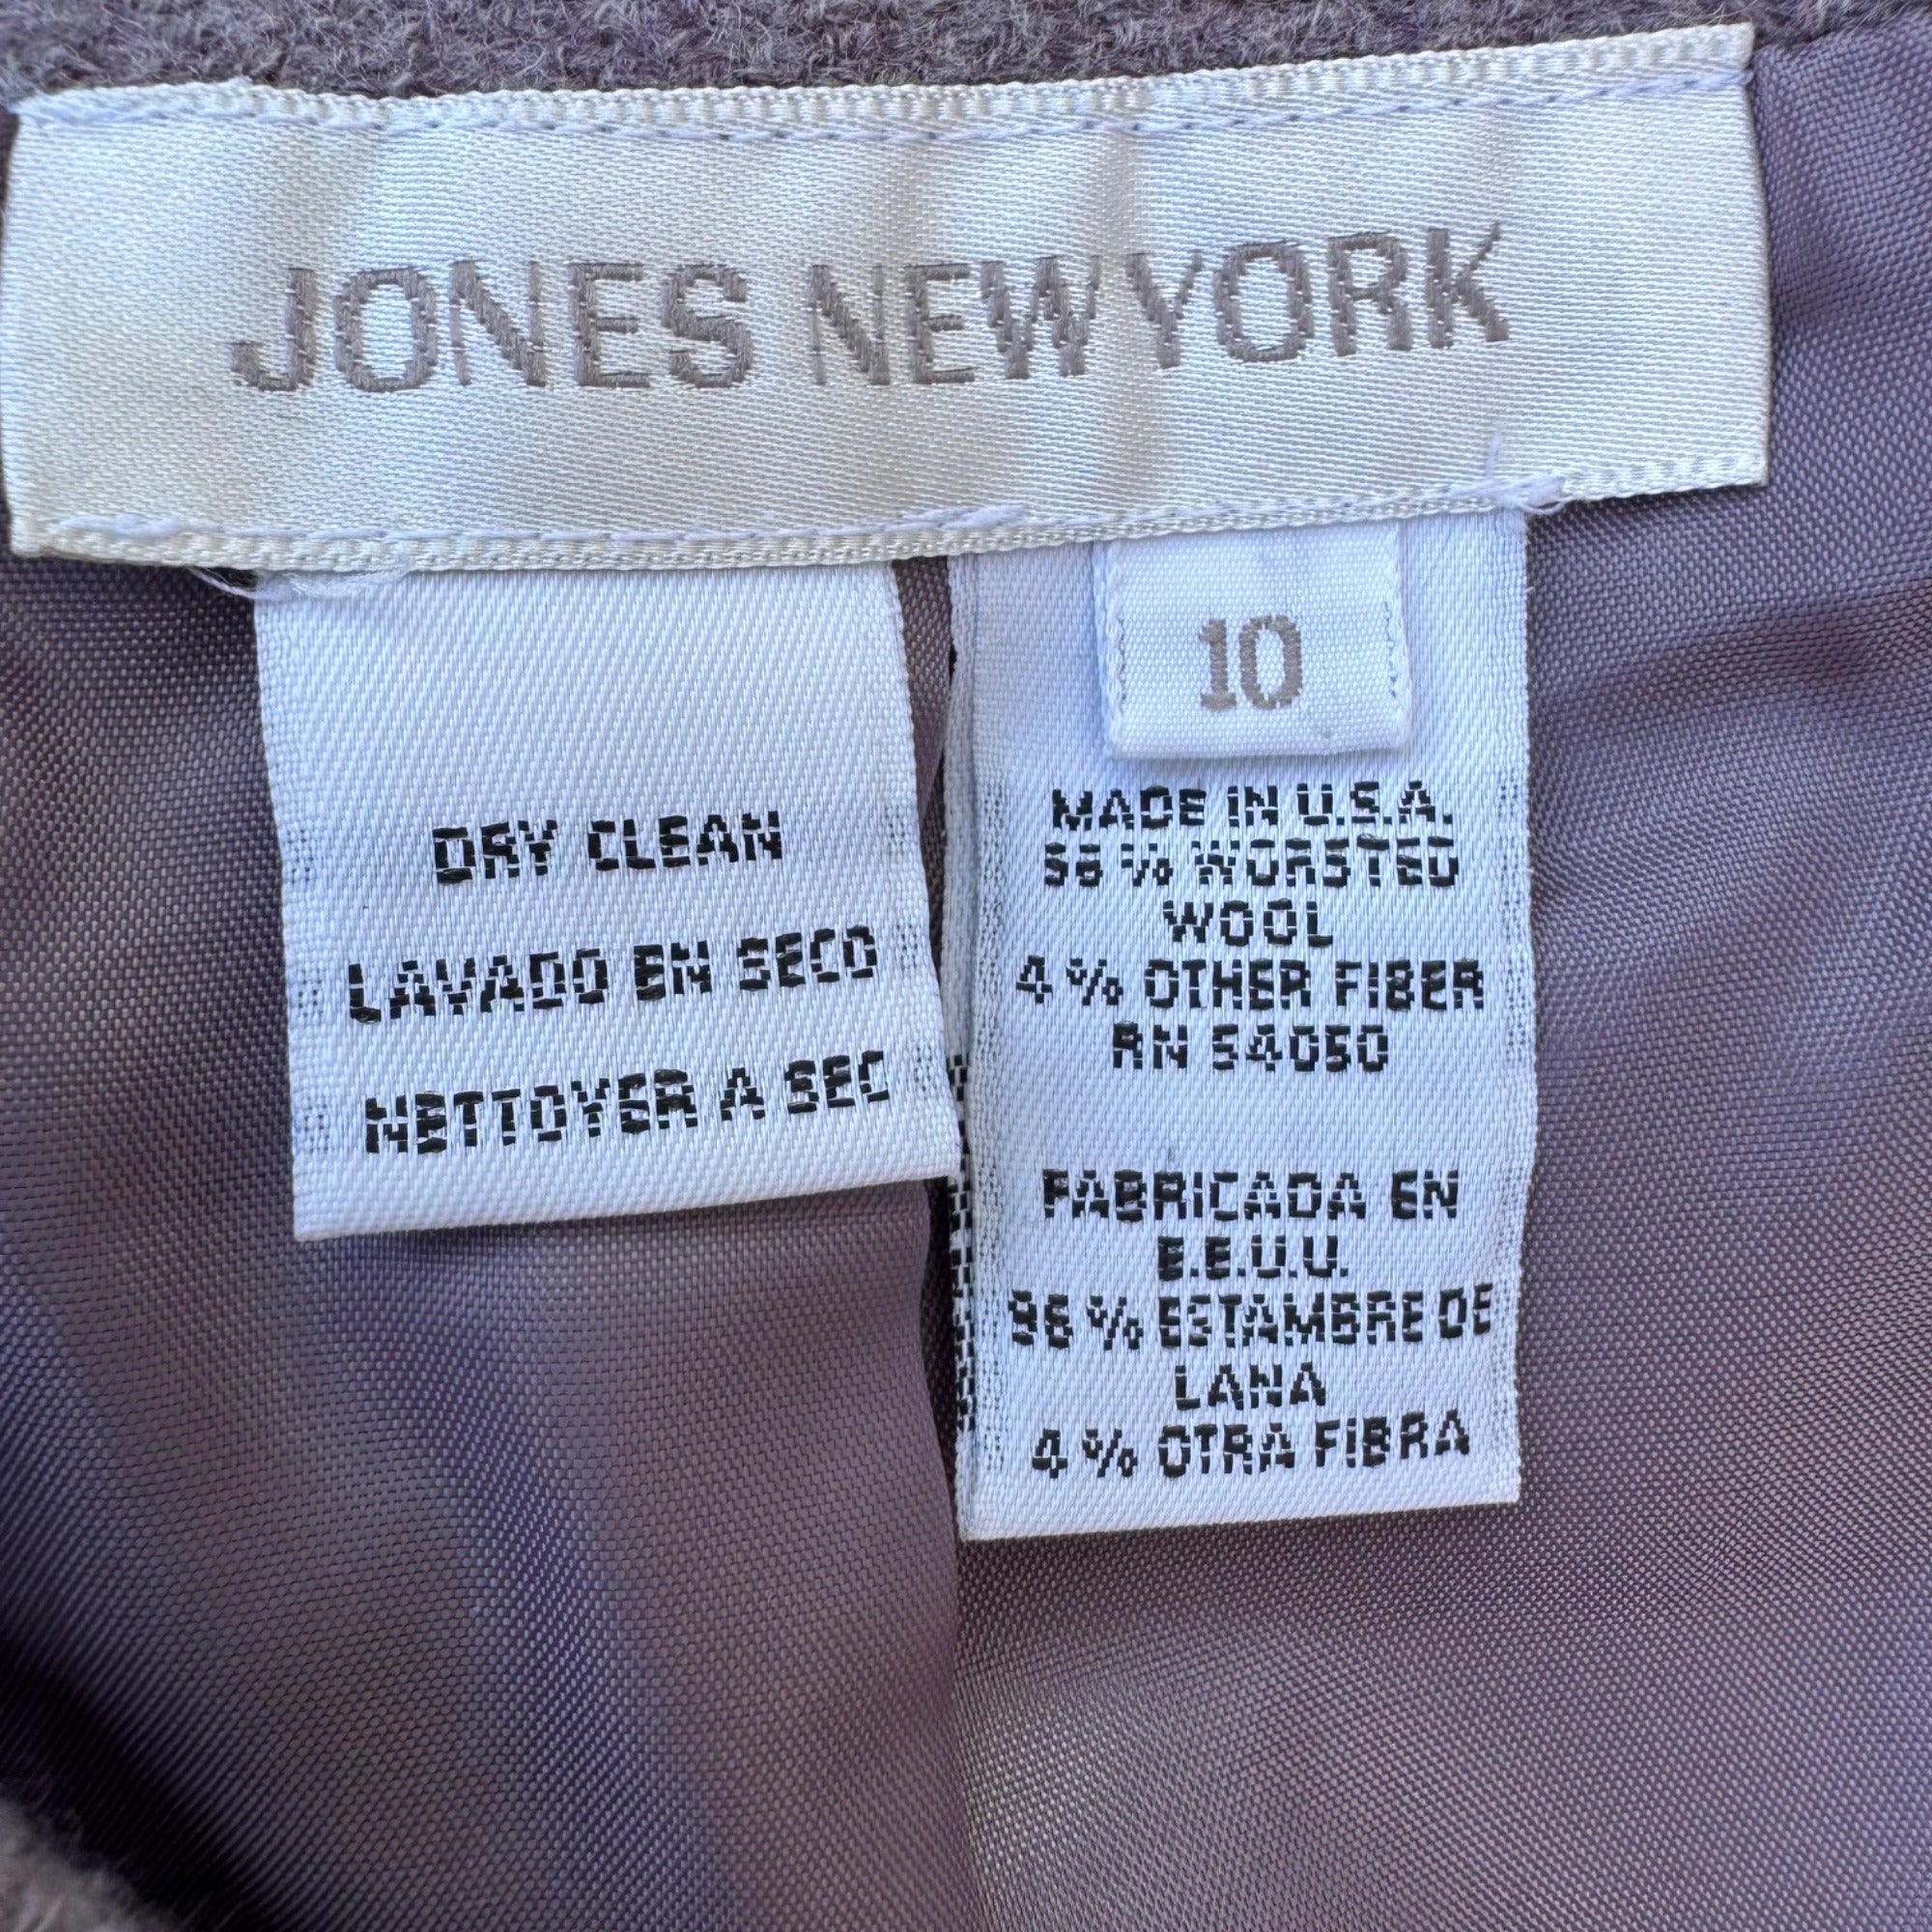 JONES NEW YORK
10
DRY CLEAN
LAVADO EN SECO
NETTOYER A SEC
MADE IN U.S.A.
96 % WORSTED
WOOL
4 % OTHER FIBER
RN 54050
FABRICADA EN
E.E.U.U.
96 % ESTAMBRE DE
LANA
4 % OTRA FIBRA